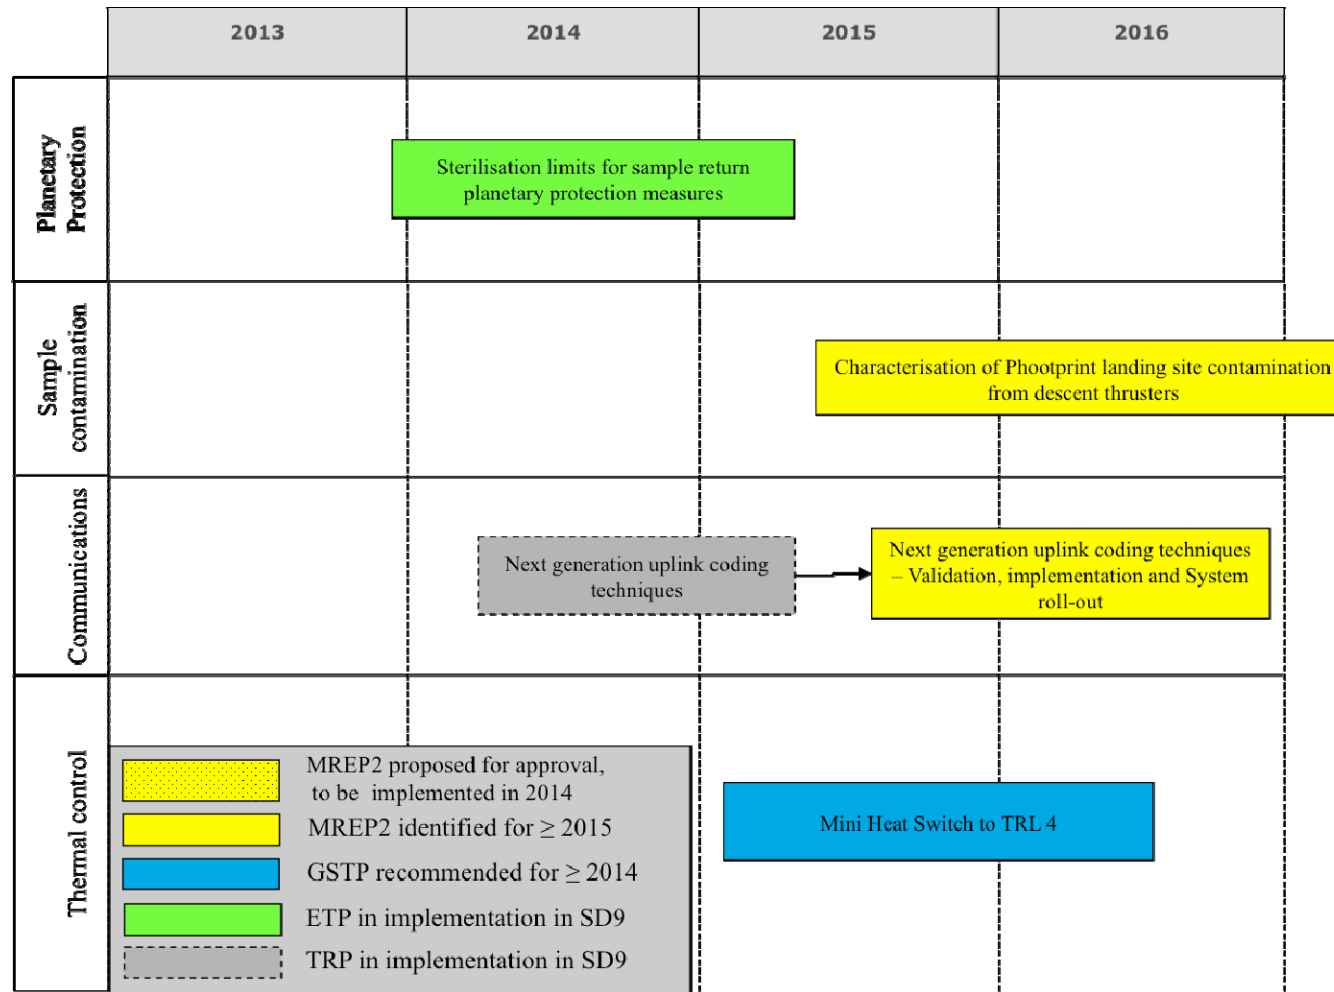 2013
2014
2015
2016
Planetary
Protection
Sterilisation limits for sample return
planetary protection measures
Sample
contamination
Characterisation of Phootprint landing site contamination
from descent thrusters
Communications
Next generation uplink coding
techniques
Next generation uplink coding techniques
– Validation, implementation and System
roll-out
Thermal control
MREP2 proposed for approval,
to be implemented in 2014
MREP2 identified for ≥ 2015
GSTP recommended for ≥ 2014
ETP in implementation in SD9
TRP in implementation in SD9
Mini Heat Switch to TRL 4